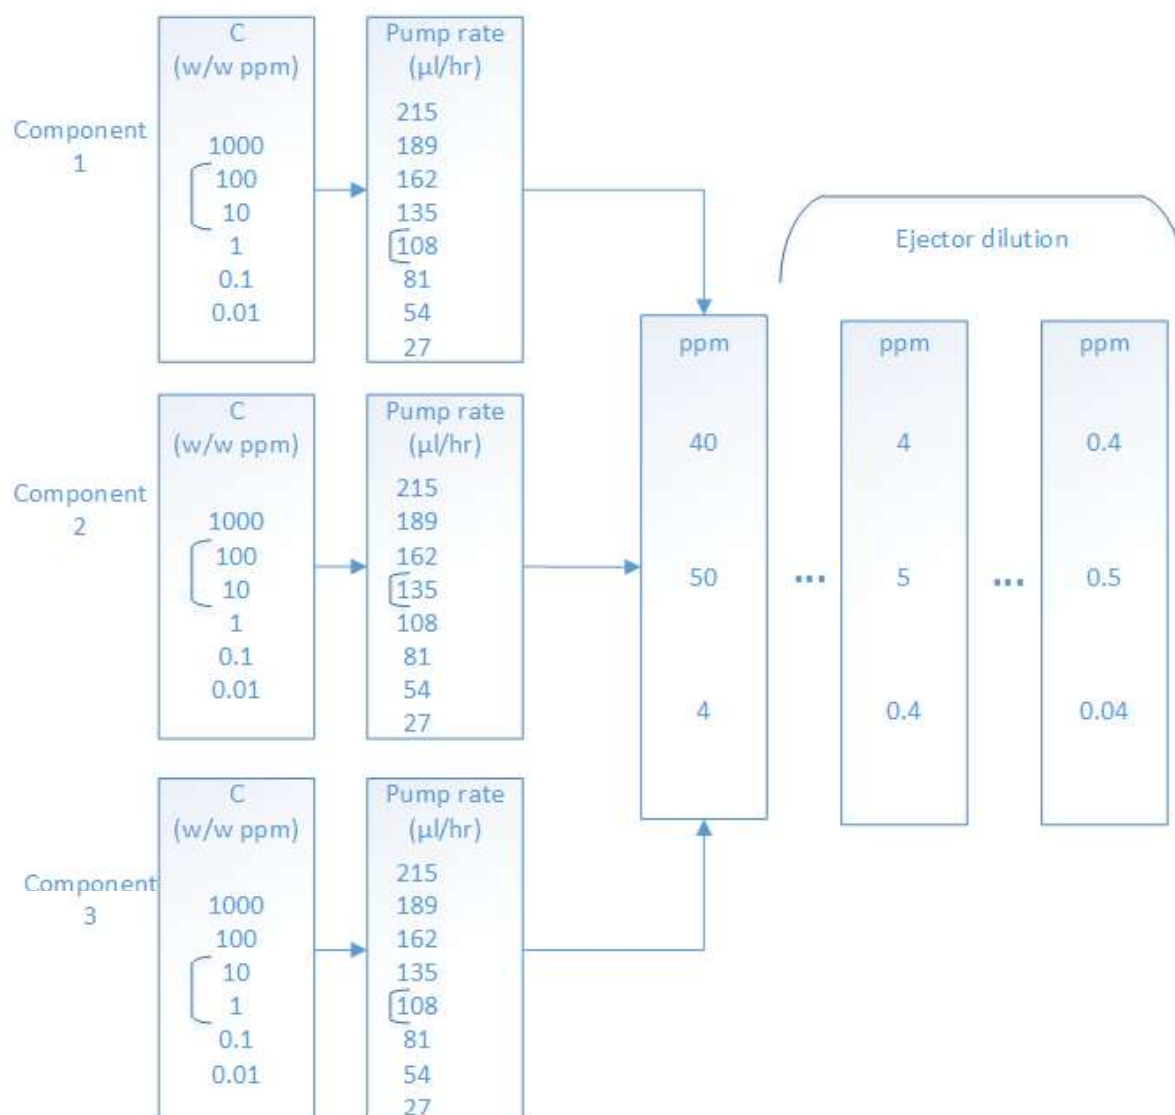 Component
1
C
(w/w ppm)
1000
100
10
1
0.1
0.01
Pump rate
(µl/hr)
215
189
162
135
108
81
54
27
Component
2
C
(w/w ppm)
1000
100
10
1
0.1
0.01
Pump rate
(µl/hr)
215
189
162
135
108
81
54
27
Component
3
C
(w/w ppm)
1000
100
10
1
0.1
0.01
Pump rate
(µl/hr)
215
189
162
135
108
81
54
27
ppm
40
50
4
Ejector dilution
...
ppm
4
5
0.4
...
ppm
0.4
0.5
0.04